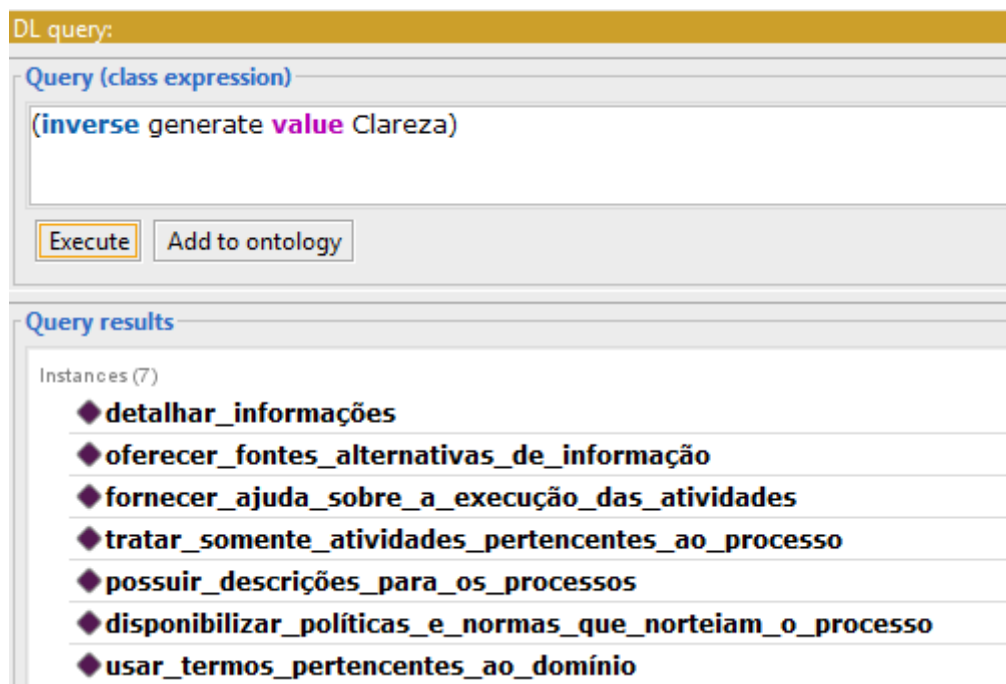 DL query:
Query (class expression)
(inverse generate value Clareza)
Execute Add to ontology
Query results
Instances (7)
detalhar_informações
oferecer_fontes_alternativas_de_informação
fornecer_ajuda_sobre_a_execução_das_atividades
tratar_somente_atividades_pertencentes_ao_processo
possuir_descrições_para_os_processos
disponibilizar_políticas_e_normas_que_norteiam_o_processo
usar_termos_pertencentes_ao_domínio